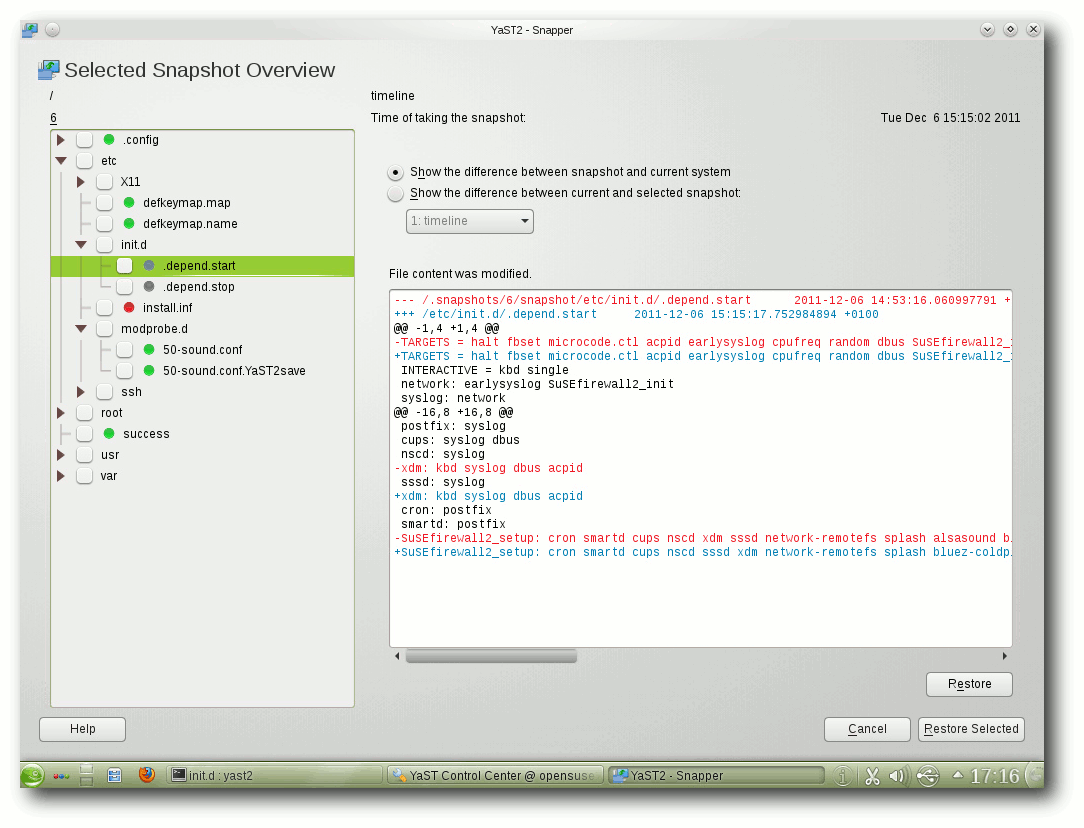 YaST2 - Snapper
Selected Snapshot Overview
/
timeline
6
Time of taking the snapshot:
Tue Dec  6 15:15:02 2011
.config
etc
X11
defkeymap.map
defkeymap.name
init.d
.depend.start
.depend.stop
install.inf
modprobe.d
50-sound.conf
50-sound.conf.YaST2save
ssh
root
success
usr
var
Show the difference between snapshot and current system
Show the difference between current and selected snapshot:
1: timeline
File content was modified.
--- /.snapshots/6/snapshot/etc/init.d/.depend.start      2011-12-06 14:53:16.060997791 +
+++ /etc/init.d/.depend.start     2011-12-06 15:15:17.752984894 +0100
@@ -1,4 +1,4 @@
-TARGETS = halt fbset microcode.ctl acpid earlysyslog cpufreq random dbus SuSEfirewall2_
+TARGETS = halt fbset microcode.ctl acpid earlysyslog cpufreq random dbus SuSEfirewall2_
INTERACTIVE = kbd single
network: earlysyslog SuSEfirewall2_init
syslog: network
@@ -16,8 +16,8 @@
postfix: syslog
cups: syslog dbus
nscd: syslog
-xdm: kbd syslog dbus acpid
sssd: syslog
+xdm: kbd syslog dbus acpid
cron: postfix
smartd: postfix
-SuSEfirewall2_setup: cron smartd cups nscd xdm sssd network-remotefs splash alsasound b
+SuSEfirewall2_setup: cron smartd cups nscd sssd xdm network-remotefs splash bluez-coldp
Restore
Help
Cancel
Restore Selected
init.d : yast2
YaST Control Center @ opensuse
YaST2 - Snapper
17:16